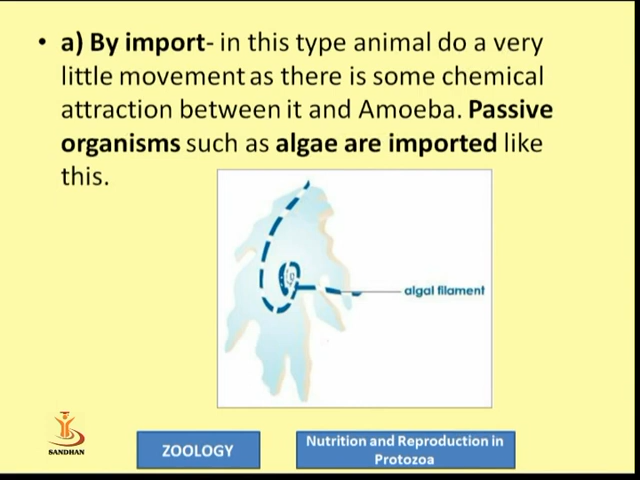 • a) By import- in this type animal do a very
little movement as there is some chemical
attraction between it and Amoeba. Passive
organisms such as algae are imported like
this.
algal filament
SANDHAN
ZOOLOGY
Nutrition and Reproduction in
Protozoa